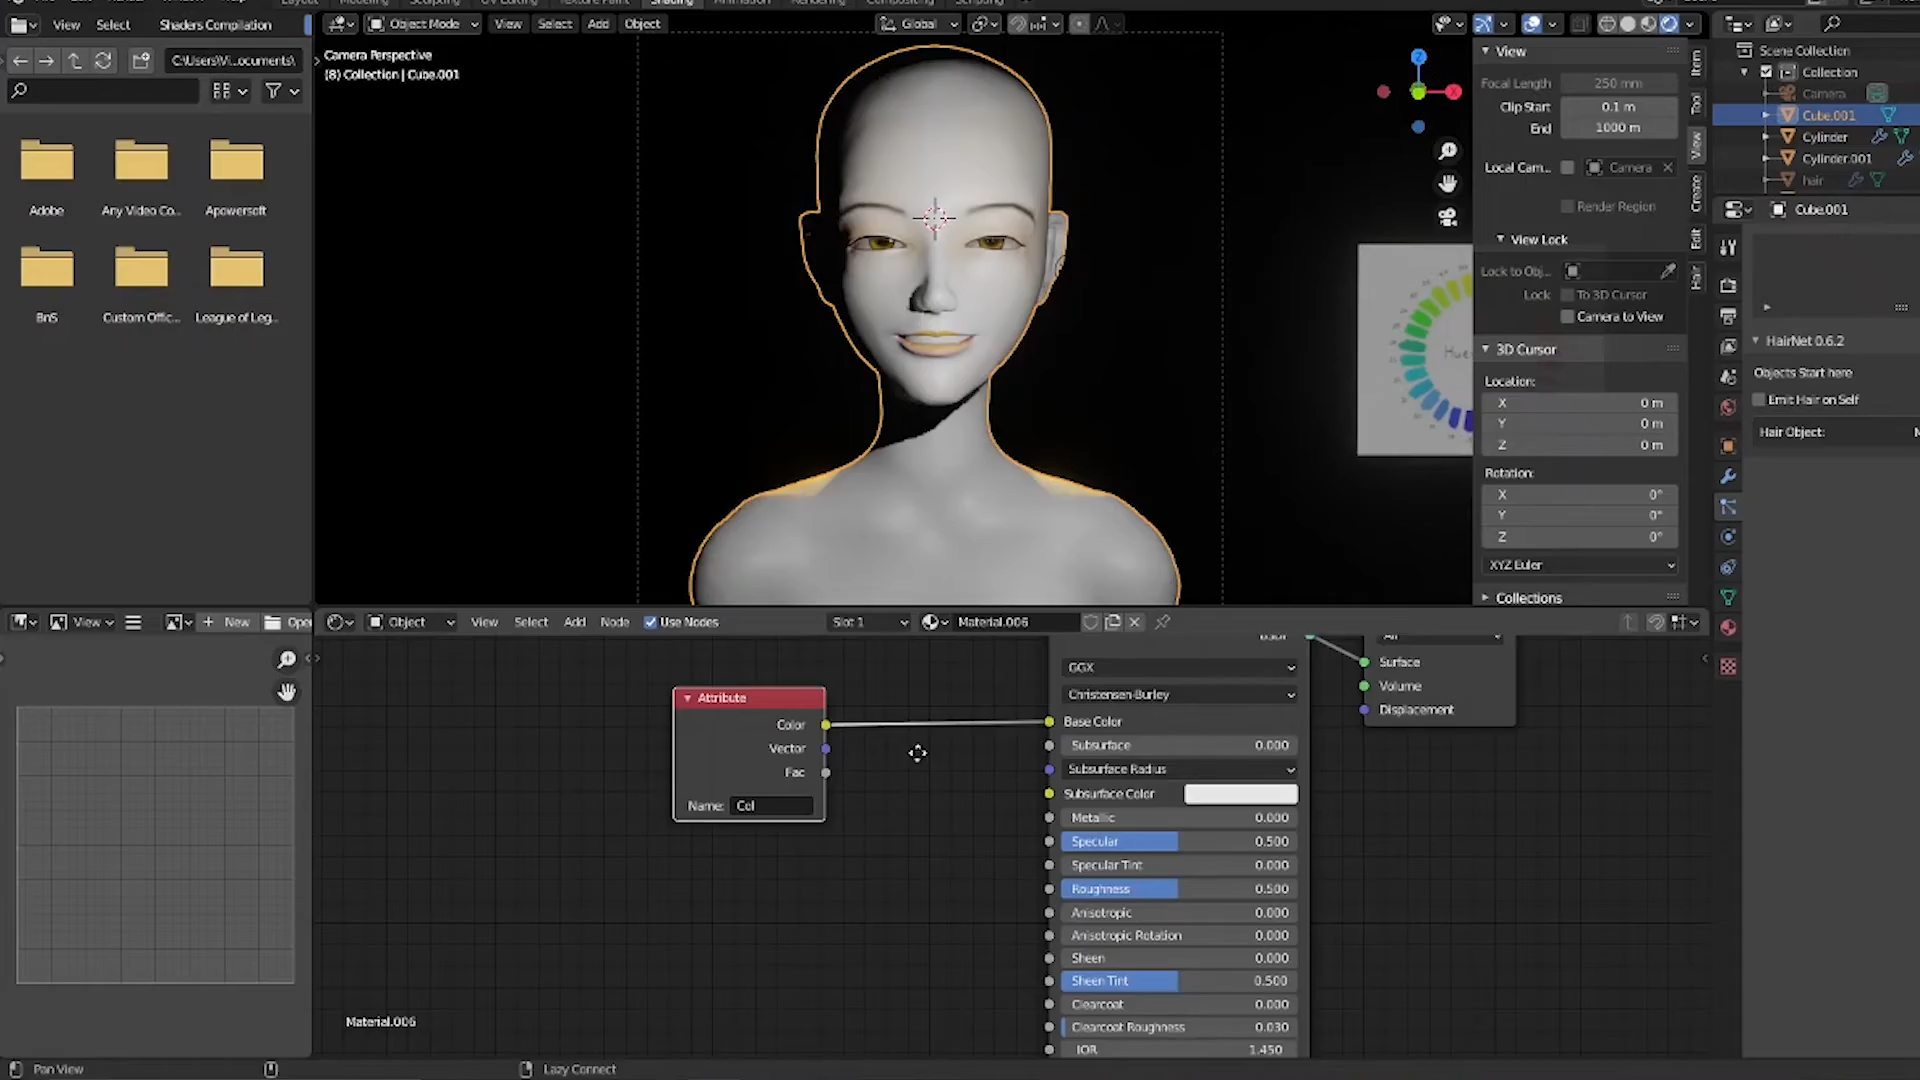 View
Select
Shaders Compilation
Object Mode
View
Select
Add
Object
Global
C:\Users\Vi...ocuments\
Camera Perspective
(8) Collection | Cube.001
Adobe
Any Video Co...
Apowersoft
BnS
Custom Offic...
League of Leg...
View
Focal Length
250 mm
Clip Start
0.1 m
End
1000 m
Local Cam...
Camera
Render Region
View Lock
Lock to Obj...
Lock
To 3D Cursor
Camera to View
3D Cursor
Location:
X
0 m
Y
0 m
Z
0 m
Rotation:
X
0°
Y
0°
Z
0°
XYZ Euler
Collections
Item
Tool
View
Create
Edit
Hair
Scene Collection
Collection
Camera
Cube.001
Cylinder
Cylinder.001
hair
Cube.001
HairNet 0.6.2
Objects Start here
Emit Hair on Self
Hair Object:
View
New
Object
View
Select
Add
Node
Use Nodes
Slot 1
Material.006
Attribute
Color
Vector
Fac
Name:
Col
GGX
Christensen-Burley
Base Color
Subsurface
0.000
Subsurface Radius
Subsurface Color
Metallic
0.000
Specular
0.500
Specular Tint
0.000
Roughness
0.500
Anisotropic
0.000
Anisotropic Rotation
0.000
Sheen
0.000
Sheen Tint
0.500
Clearcoat
0.000
Clearcoat Roughness
0.030
IOR
1.450
Surface
Volume
Displacement
Material.006
Pan View
Lazy Connect